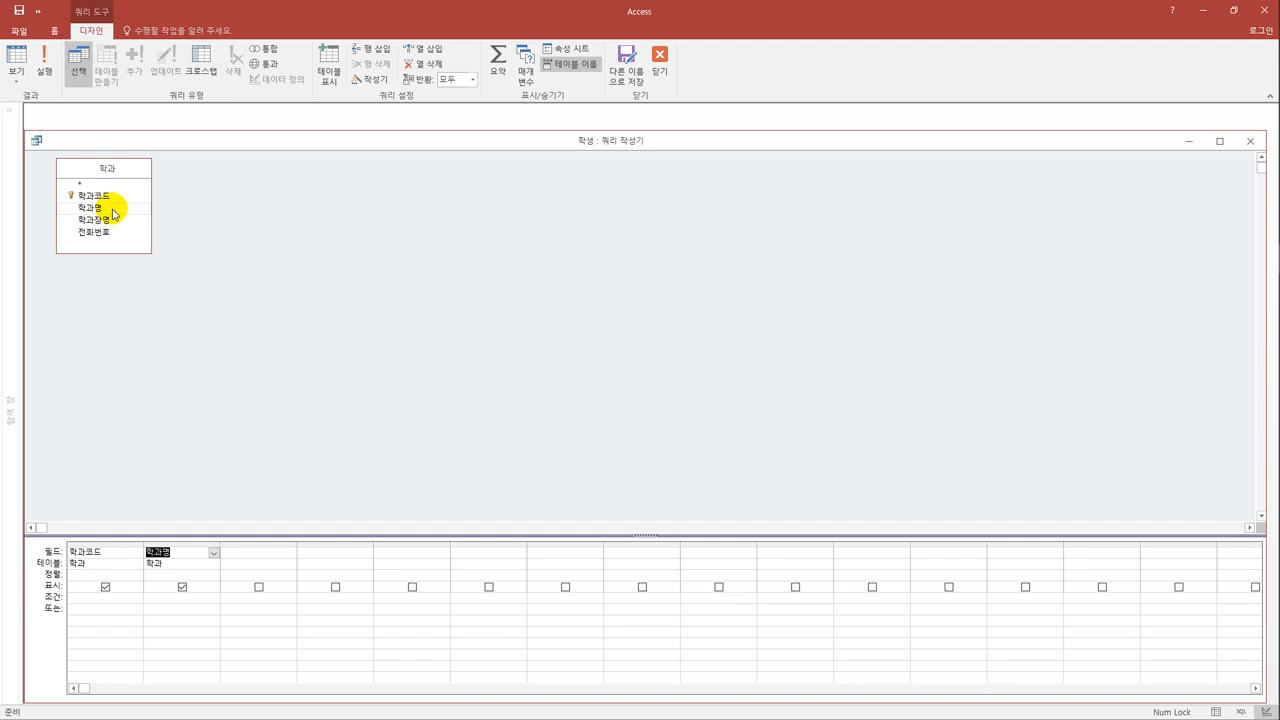 쿼리 도구
Access
?
파일
홈
디자인
수행할 작업을 알려 주세요.
로그인
보기
실행
선택
테이블
만들기
추가
업데이트
크로스탭
삭제
통합
통과
데이터 정의
테이블
표시
행 삽입
행 삭제
작성기
열 삽입
열 삭제
반환: 모두
요약
매개
변수
속성 시트
테이블 이름
다른 이름
으로 저장
닫기
결과
쿼리 유형
쿼리 설정
표시/숨기기
닫기
학생 : 쿼리 작성기
학과
*
학과코드
학과명
학과장명
전화번호
탐색 창
필드: 학과코드 학과명
테이블: 학과 학과
정렬:
표시:
조건:
또는:
준비
Num Lock
SQL